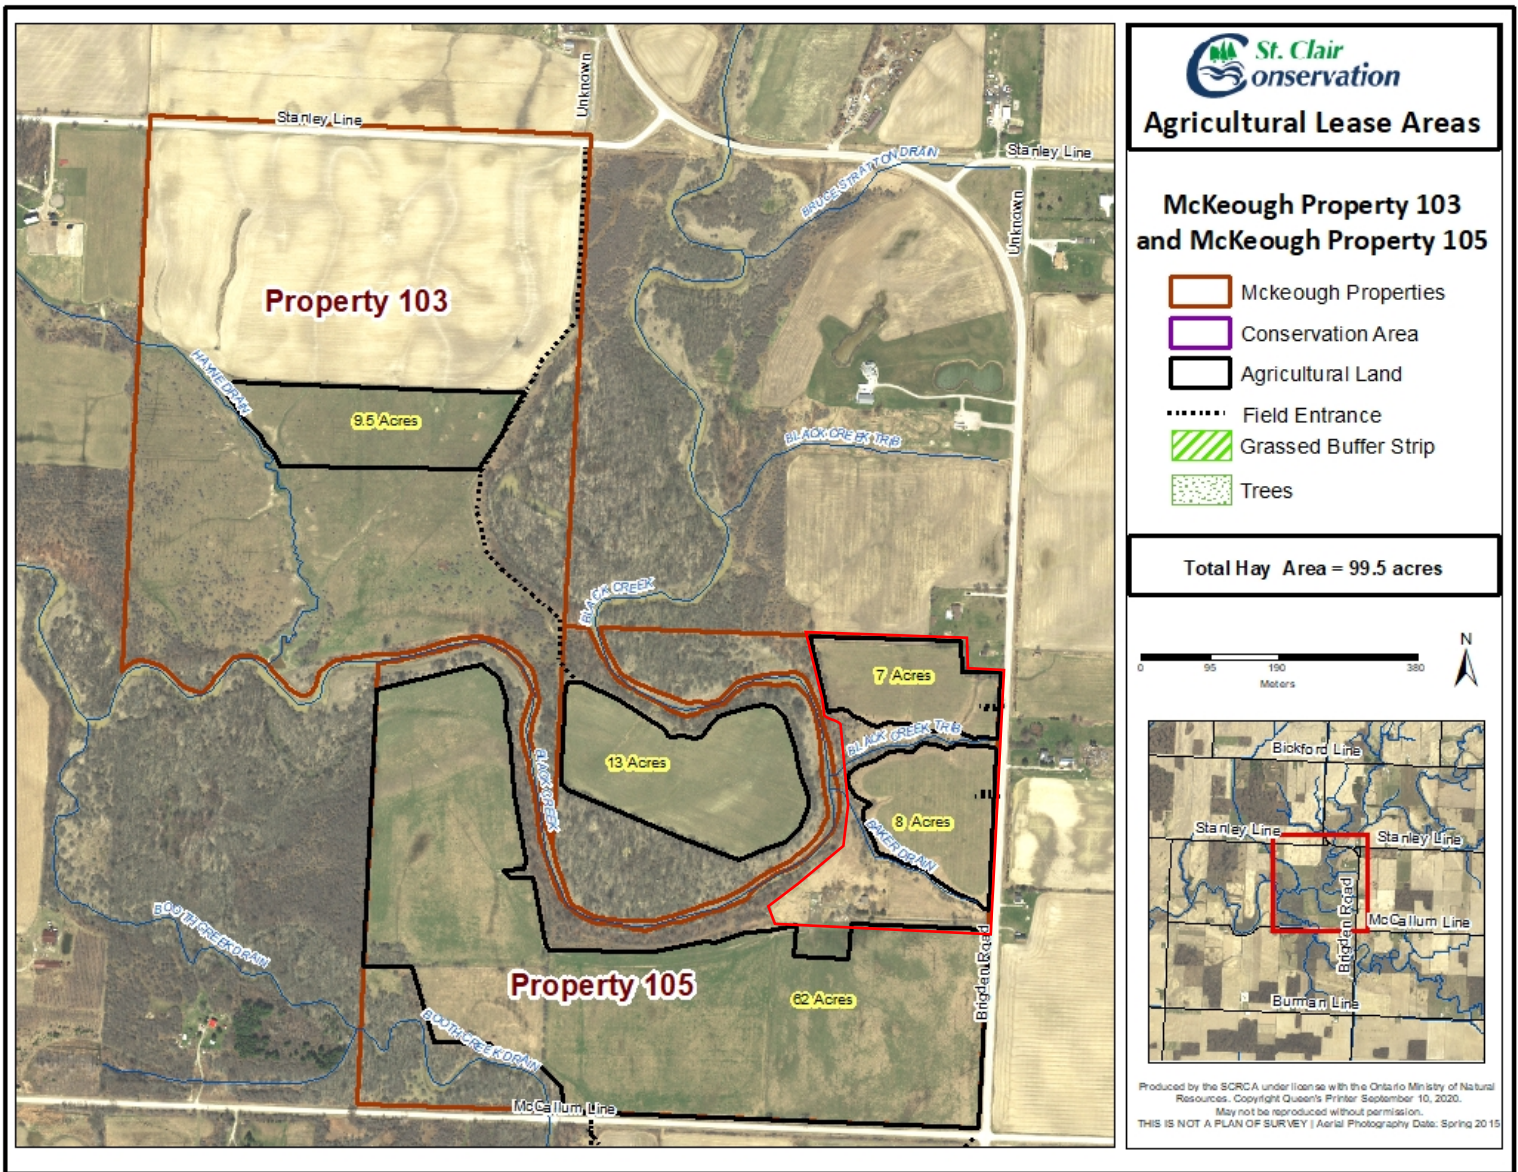 Stanley Line
Unknown
BRUCE STRATTON DRAIN
Stanley Line
Unknown
Property 103
HAYNE DRAIN
9.5 Acres
BLACK CREEK TRIB
BLACK CREEK
7 Acres
BLACK CREEK TRIB
13 Acres
BLACK CREEK
8 Acres
BAKER DRAIN
BOOTH CREEK DRAIN
Property 105
62 Acres
Brigden Road
BOOTH CREEK DRAIN
McCallum Line
St. Clair
Conservation
Agricultural Lease Areas
McKeough Property 103
and McKeough Property 105
Mckeough Properties
Conservation Area
Agricultural Land
Field Entrance
Grassed Buffer Strip
Trees
Total Hay Area = 99.5 acres
N
0 95 190 380
Meters
Bickford Line
Stanley Line
Stanley Line
Brigden Road
McCallum Line
Burman Line
Produced by the SCRCA under license with the Ontario Ministry of Natural
Resources. Copyright Queen's Printer September 10, 2020.
May not be reproduced without permission.
THIS IS NOT A PLAN OF SURVEY | Aerial Photography Date: Spring 2015